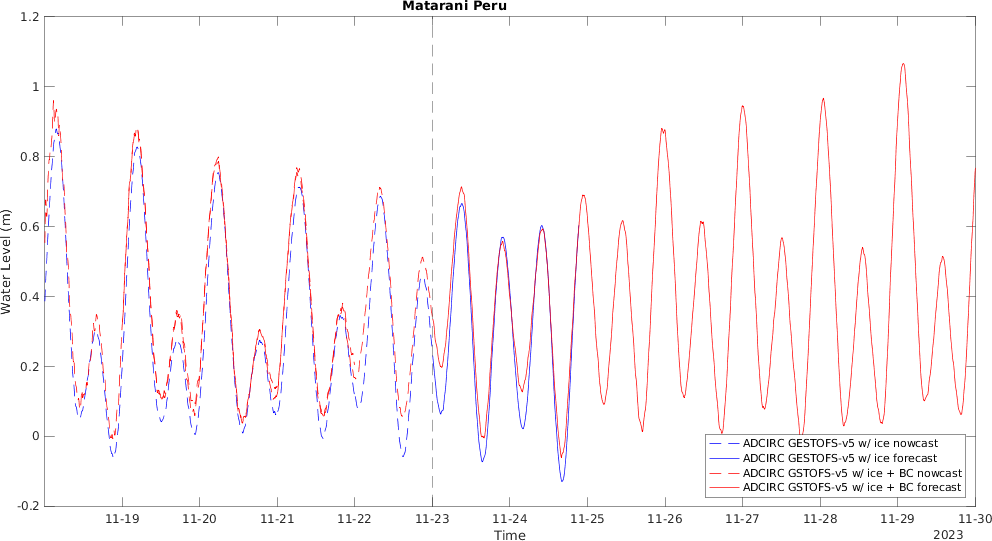 Matarani Peru
1.2
1
0.8
0.6
0.4
0.2
0
-0.2
Water Level (m)
11-19 11-20 11-21 11-22 11-23 11-24 11-25 11-26 11-27 11-28 11-29 11-30
Time
2023
ADCIRC GESTOFS-v5 w/ ice nowcast
ADCIRC GESTOFS-v5 w/ ice forecast
ADCIRC GSTOFS-v5 w/ ice + BC nowcast
ADCIRC GSTOFS-v5 w/ ice + BC forecast